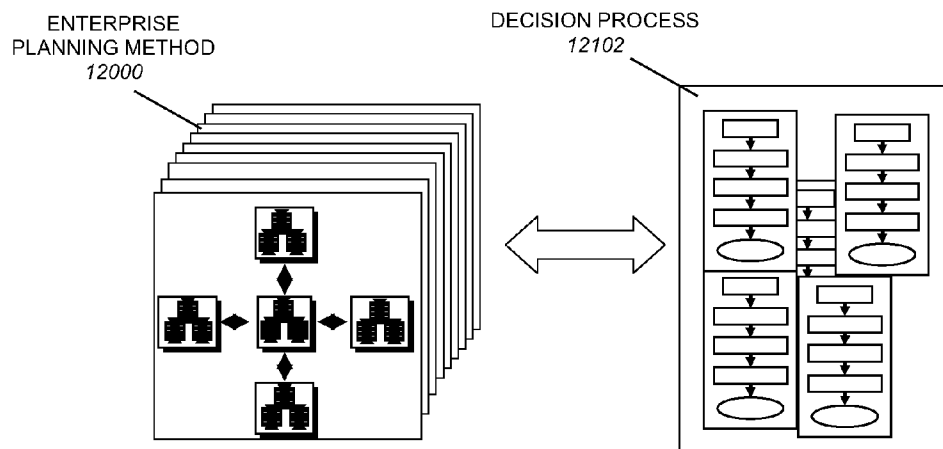 ENTERPRISE
PLANNING METHOD
12000
DECISION PROCESS
12102